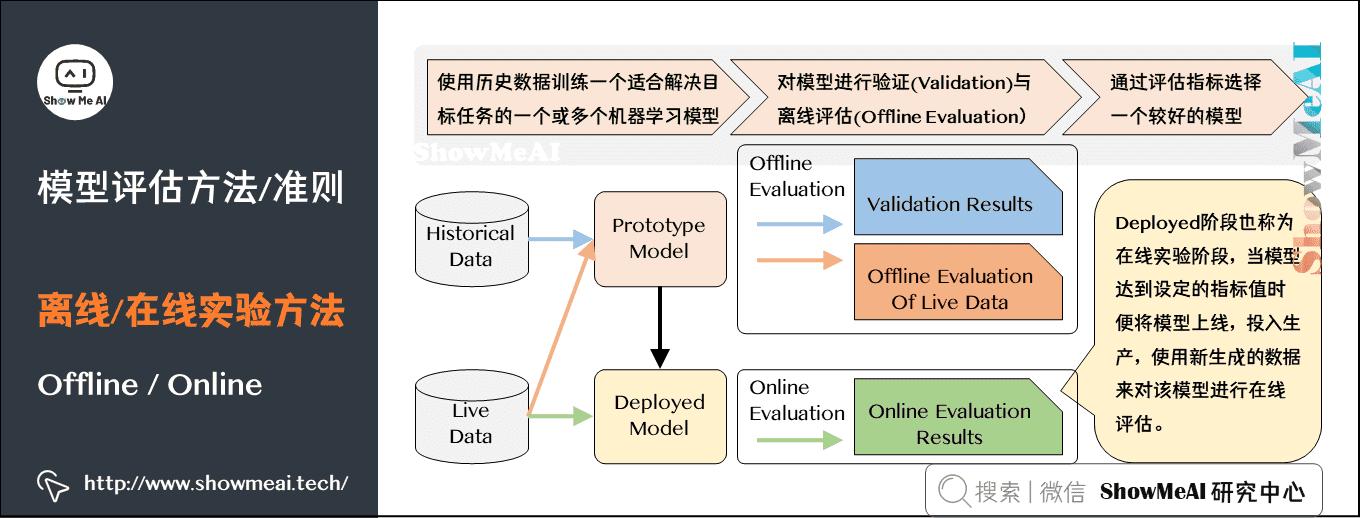 Show Me AI
模型评估方法/准则
离线/在线实验方法
Offline / Online
http://www.showmeai.tech/
使用历史数据训练一个适合解决目
标任务的一个或多个机器学习模型
对模型进行验证(Validation)与
离线评估(Offline Evaluation）
通过评估指标选择
一个较好的模型
ShowMeAI
ShowMeAI
Historical
Data
Prototype
Model
Offline
Evaluation
Validation Results
Offline Evaluation
Of Live Data
Live
Data
Deployed
Model
Online
Evaluation
Online Evaluation
Results
Deployed阶段也称为
在线实验阶段，当模型
达到设定的指标值时
便将模型上线，投入生
产，使用新生成的数据
来对该模型进行在线
评估。
搜索 | 微信 ShowMeAI 研究中心